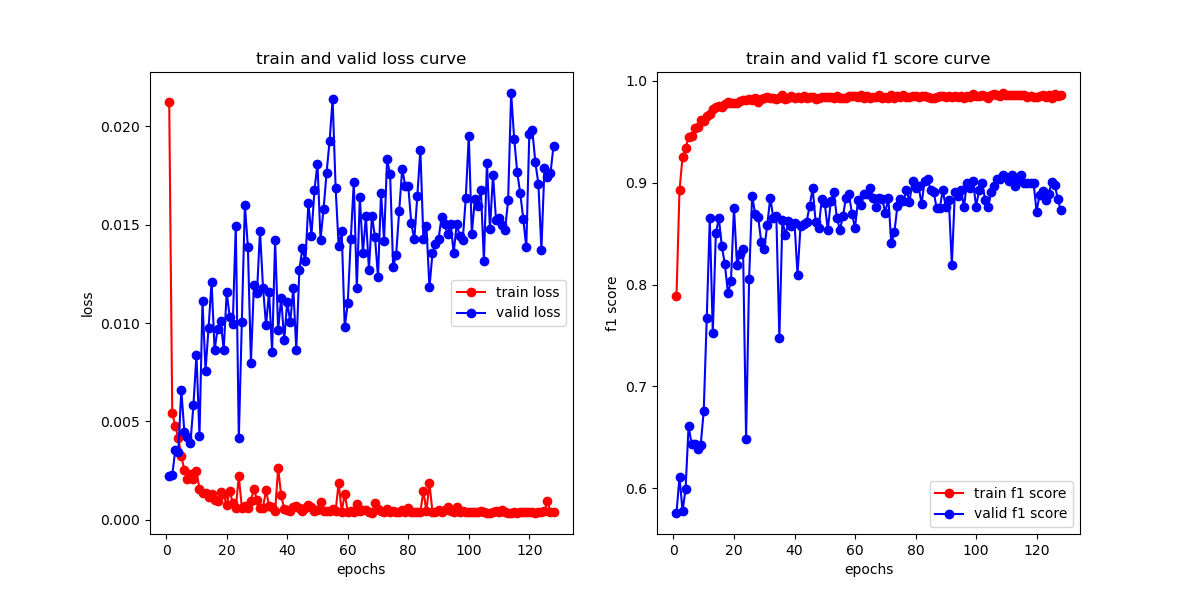 train and valid loss curve
loss
0.020
0.015
0.010
0.005
0.000
train loss
valid loss
0 20 40 60 80 100 120
epochs
train and valid f1 score curve
f1 score
1.0
0.9
0.8
0.7
0.6
train f1 score
valid f1 score
0 20 40 60 80 100 120
epochs